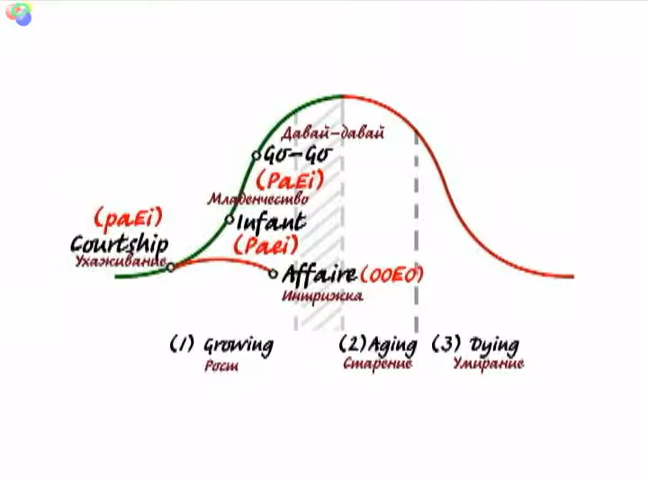 Давай-давай
Go-Go
(PaEi)
Младенчество
Infant
(Paei)
(paEi)
Courtship
Ухаживание
Affaire (00E0)
Интрижка
(1) Growing
Рост
(2) Aging
Старение
(3) Dying
Умирание